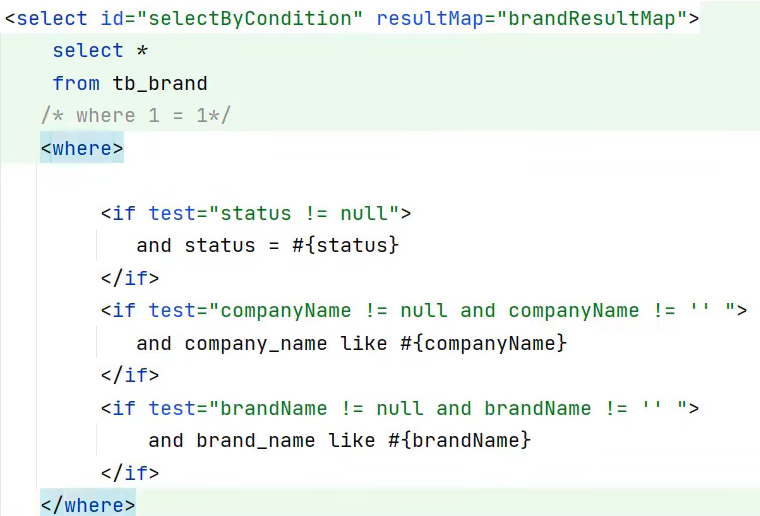 <select id="selectByCondition" resultMap="brandResultMap">
select *
from tb_brand
/* where 1 = 1*/
<where>
<if test="status != null">
and status = #{status}
</if>
<if test="companyName != null and companyName != '' ">
and company_name like #{companyName}
</if>
<if test="brandName != null and brandName != '' ">
and brand_name like #{brandName}
</if>
</where>